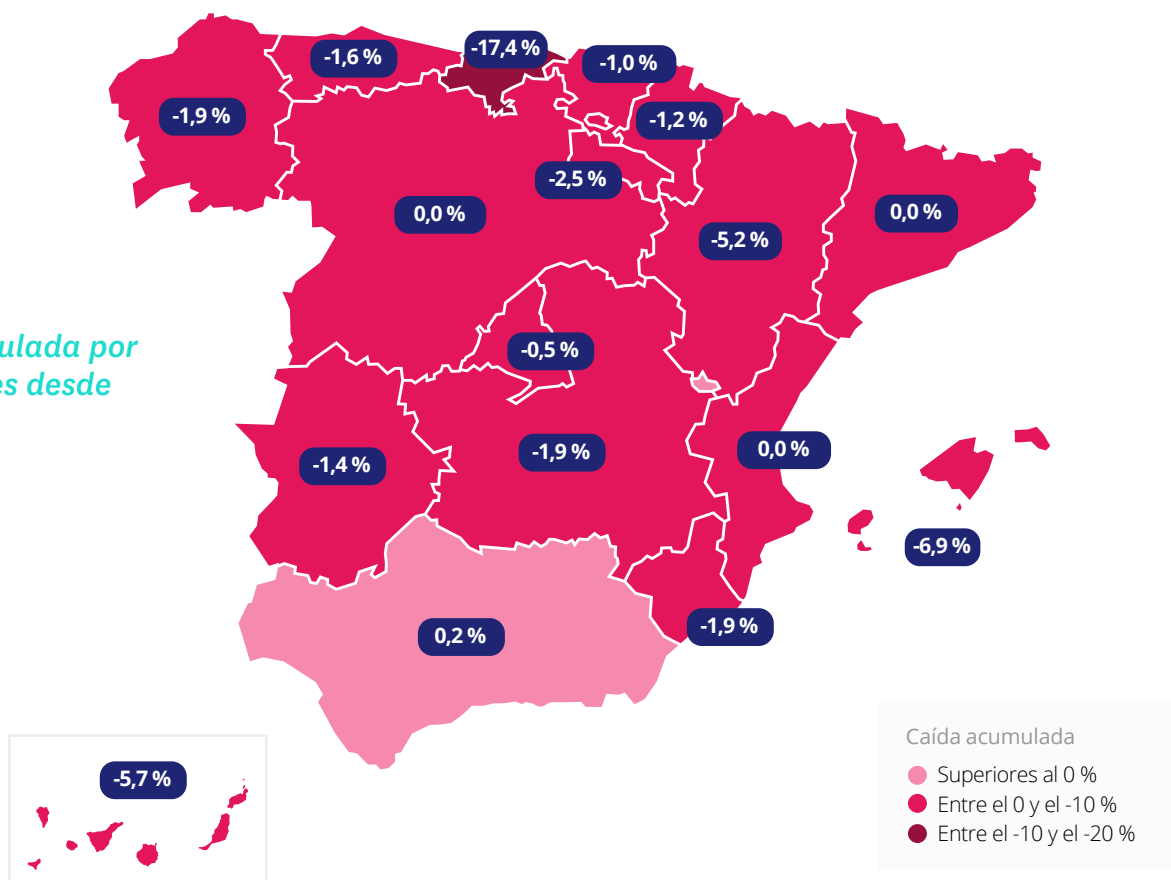 -17,4 %
-1,6 %
-1,0 %
-1,9 %
-1,2 %
-2,5 %
0,0 %
0,0 %
-5,2 %
ulada por
es desde
-0,5 %
-1,4 %
-1,9 %
0,0 %
-6,9 %
0,2 %
-1,9 %
-5,7 %
Caída acumulada
Superiores al 0 %
Entre el 0 y el -10 %
Entre el -10 y el -20 %